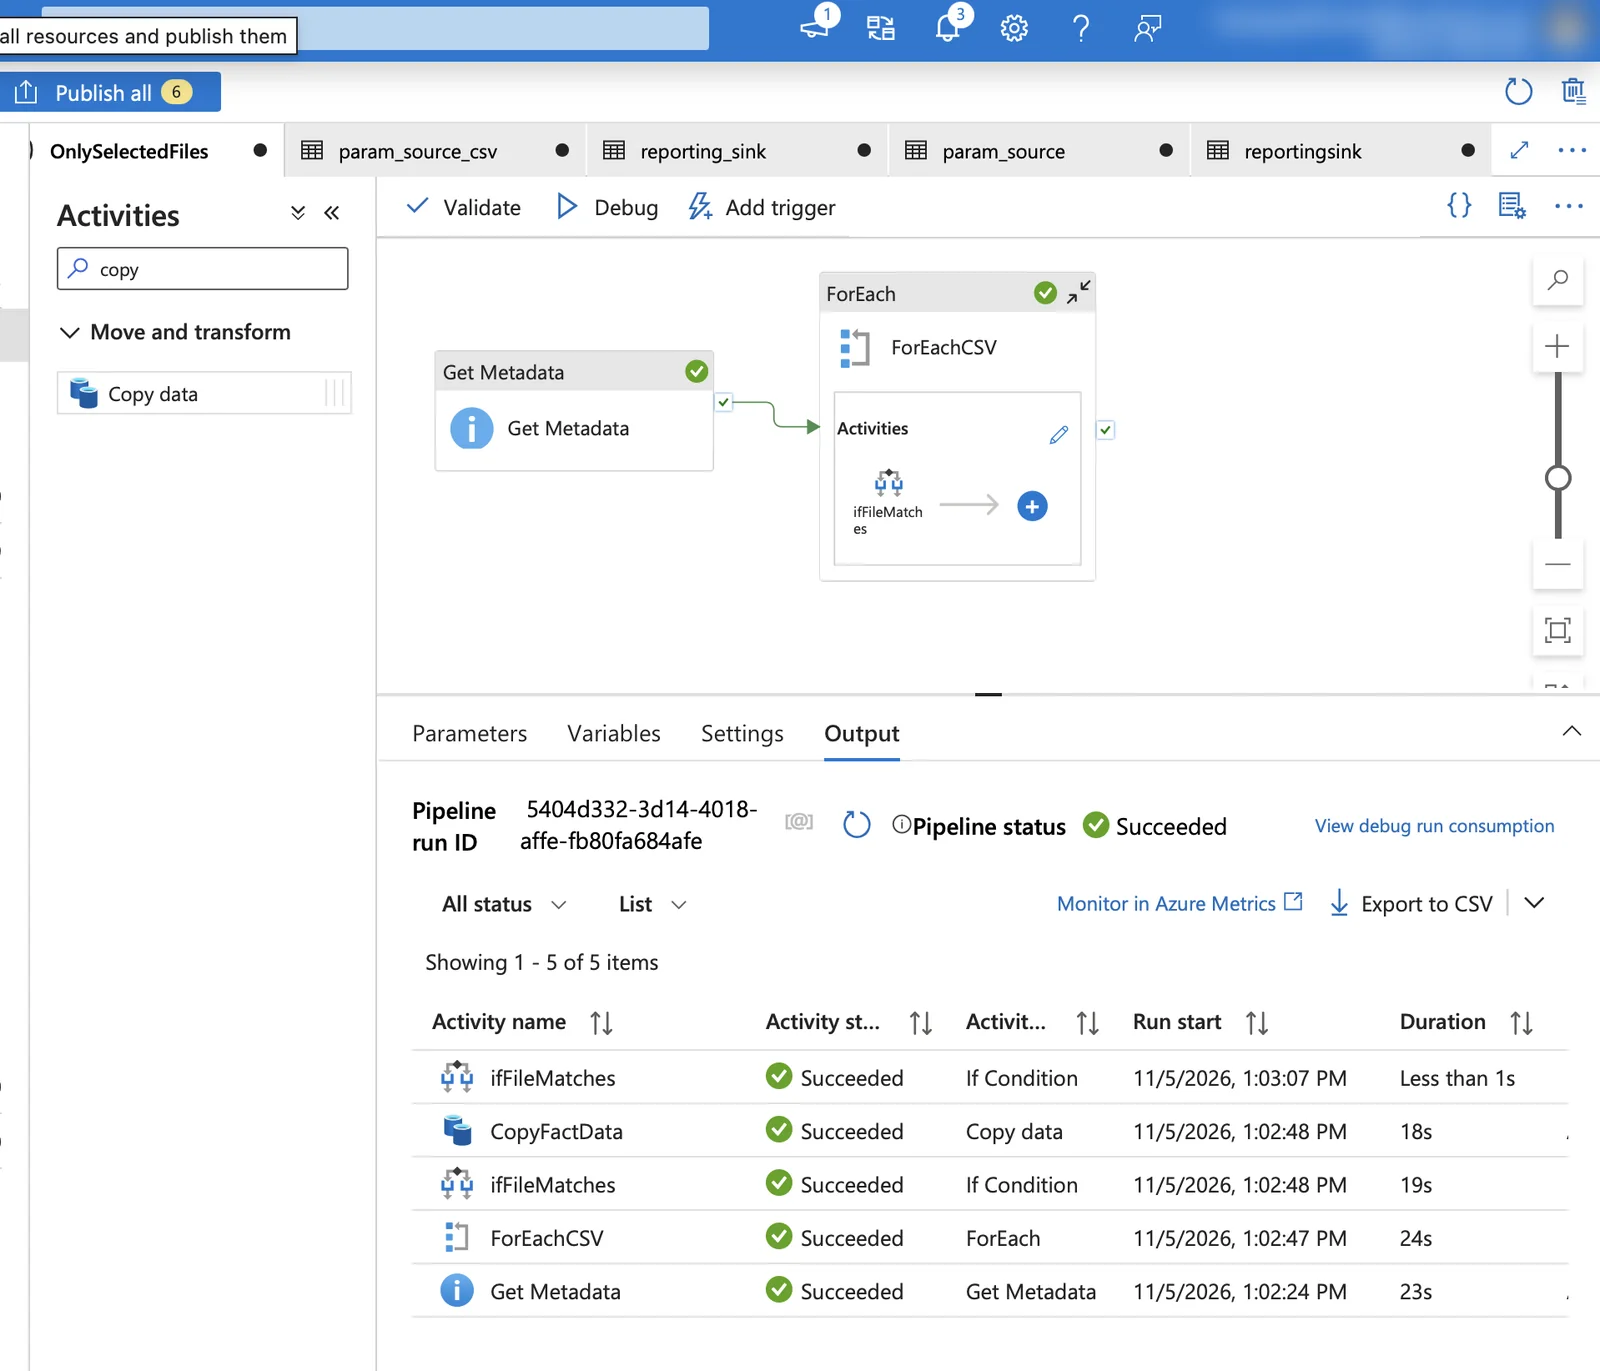 1
3
all resources and publish them
Publish all 6
OnlySelectedFiles
param_source_csv
reporting_sink
param_source
reportingsink
Activities
copy
Move and transform
Copy data
Validate
Debug
Add trigger
Get Metadata
Get Metadata
ForEach
ForEachCSV
Activities
ifFileMatch
es
Parameters
Variables
Settings
Output
Pipeline
run ID
5404d332-3d14-4018-
affe-fb80fa684afe
Pipeline status
Succeeded
View debug run consumption
All status
List
Monitor in Azure Metrics
Export to CSV
Showing 1 - 5 of 5 items
Activity name Activity st... Activit... Run start Duration
ifFileMatches Succeeded If Condition 11/5/2026, 1:03:07 PM Less than 1s
CopyFactData Succeeded Copy data 11/5/2026, 1:02:48 PM 18s
ifFileMatches Succeeded If Condition 11/5/2026, 1:02:48 PM 19s
ForEachCSV Succeeded ForEach 11/5/2026, 1:02:47 PM 24s
Get Metadata Succeeded Get Metadata 11/5/2026, 1:02:24 PM 23s